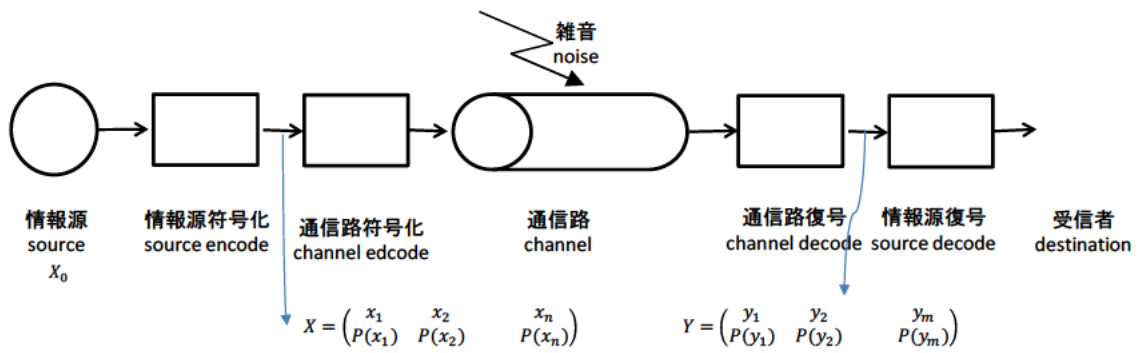 雑音
noise
情報源
source
X₀
情報源符号化
source encode
通信路符号化
channel edcode
通信路
channel
通信路復号
channel decode
情報源復号
source decode
受信者
destination
X = ( x₁ x₂ xₙ
P(x₁) P(x₂) P(xₙ) )
Y = ( y₁ y₂ yₘ
P(y₁) P(y₂) P(yₘ) )